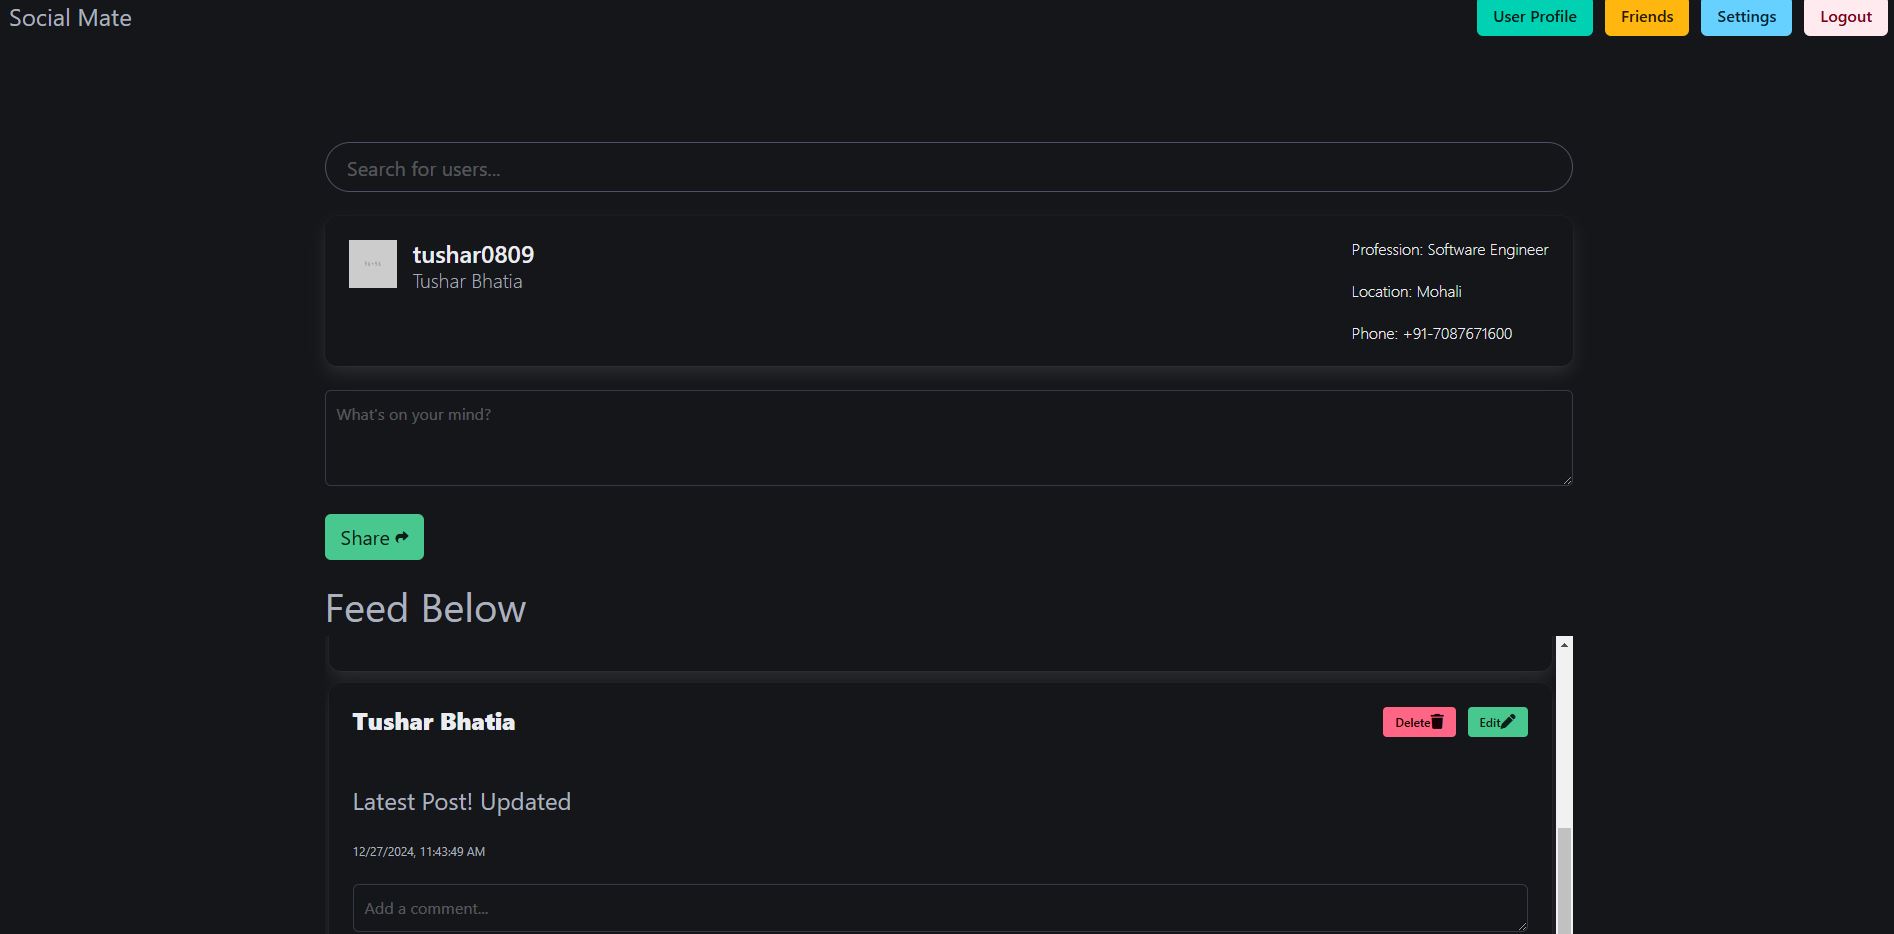 Social Mate
User Profile
Friends
Settings
Logout
Search for users...
tushar0809
Tushar Bhatia
Profession: Software Engineer
Location: Mohali
Phone: +91-7087671600
What's on your mind?
Share
Feed Below
Tushar Bhatia
Delete
Edit
Latest Post! Updated
12/27/2024, 11:43:49 AM
Add a comment...